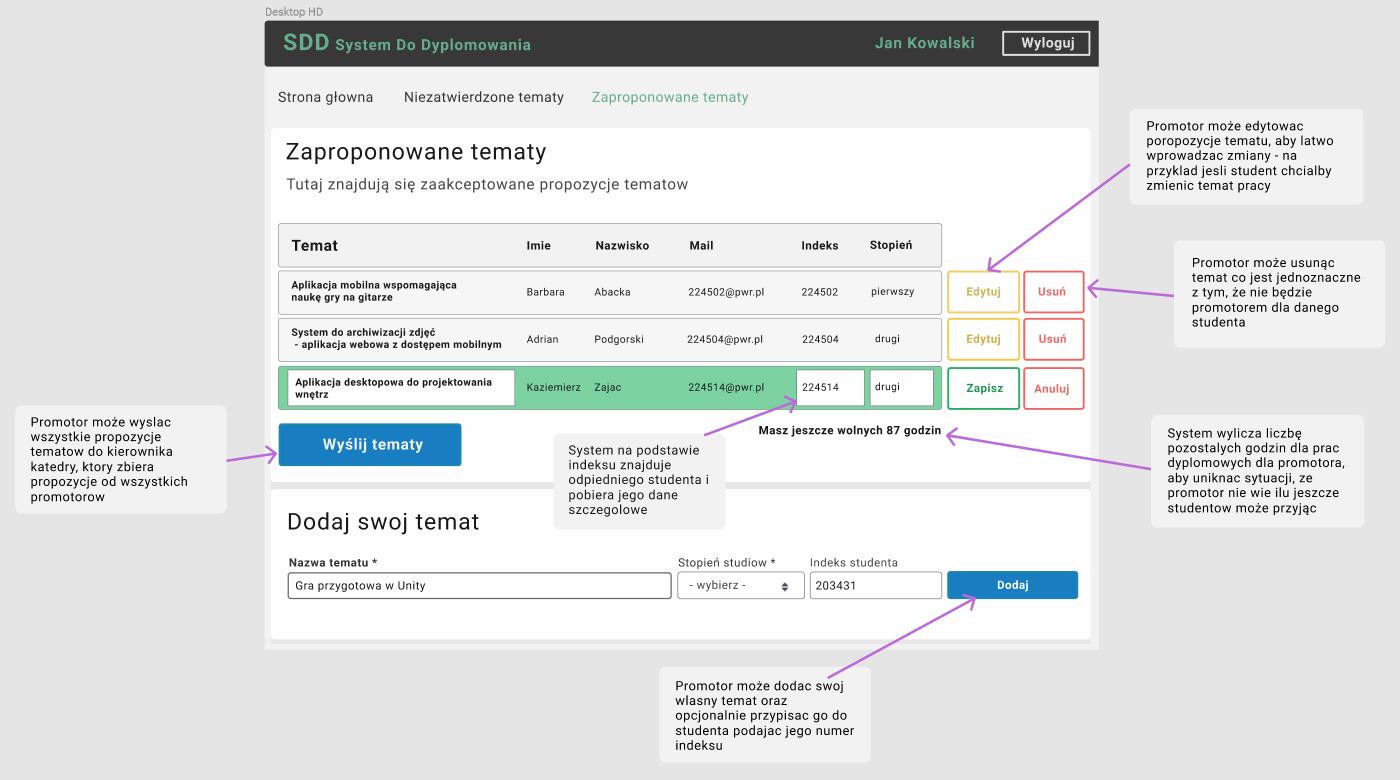 Desktop HD
SDD System Do Dyplomowania
Jan Kowalski
Wyloguj
Strona głowna
Niezatwierdzone tematy
Zaproponowane tematy
Zaproponowane tematy
Tutaj znajdują się zaakceptowane propozycje tematow
Temat Imie Nazwisko Mail Indeks Stopień
Aplikacja mobilna wspomagająca
naukę gry na gitarze
Barbara Abacka 224502@pwr.pl 224502 pierwszy
Edytuj
Usuń
System do archiwizacji zdjęć
- aplikacja webowa z dostępem mobilnym
Adrian Podgorski 224504@pwr.pl 224504 drugi
Edytuj
Usuń
Aplikacja desktopowa do projektowania
wnętrz
Kaziemierz Zajac 224514@pwr.pl 224514 drugi
Zapisz
Anuluj
Wyślij tematy
Masz jeszcze wolnych 87 godzin
Dodaj swoj temat
Nazwa tematu *
Stopień studiow *
Indeks studenta
Gra przygotowa w Unity
- wybierz -
203431
Dodaj
Promotor może edytowac
poropozycje tematu, aby latwo
wprowadzac zmiany - na
przyklad jesli student chcialby
zmienic temat pracy
Promotor może usunąc
temat co jest jednoznaczne
z tym, że nie będzie
promotorem dla danego
studenta
Promotor może wyslac
wszystkie propozycje
tematow do kierownika
katedry, ktory zbiera
propozycje od wszystkich
promotorow
System na podstawie
indeksu znajduje
odpiedniego studenta i
pobiera jego dane
szczegolowe
System wylicza liczbę
pozostalych godzin dla prac
dyplomowych dla promotora,
aby uniknac sytuacji, ze
promotor nie wie ilu jeszcze
studentow może przyjąc
Promotor może dodac swoj
wlasny temat oraz
opcjonalnie przypisac go do
studenta podajac jego numer
indeksu